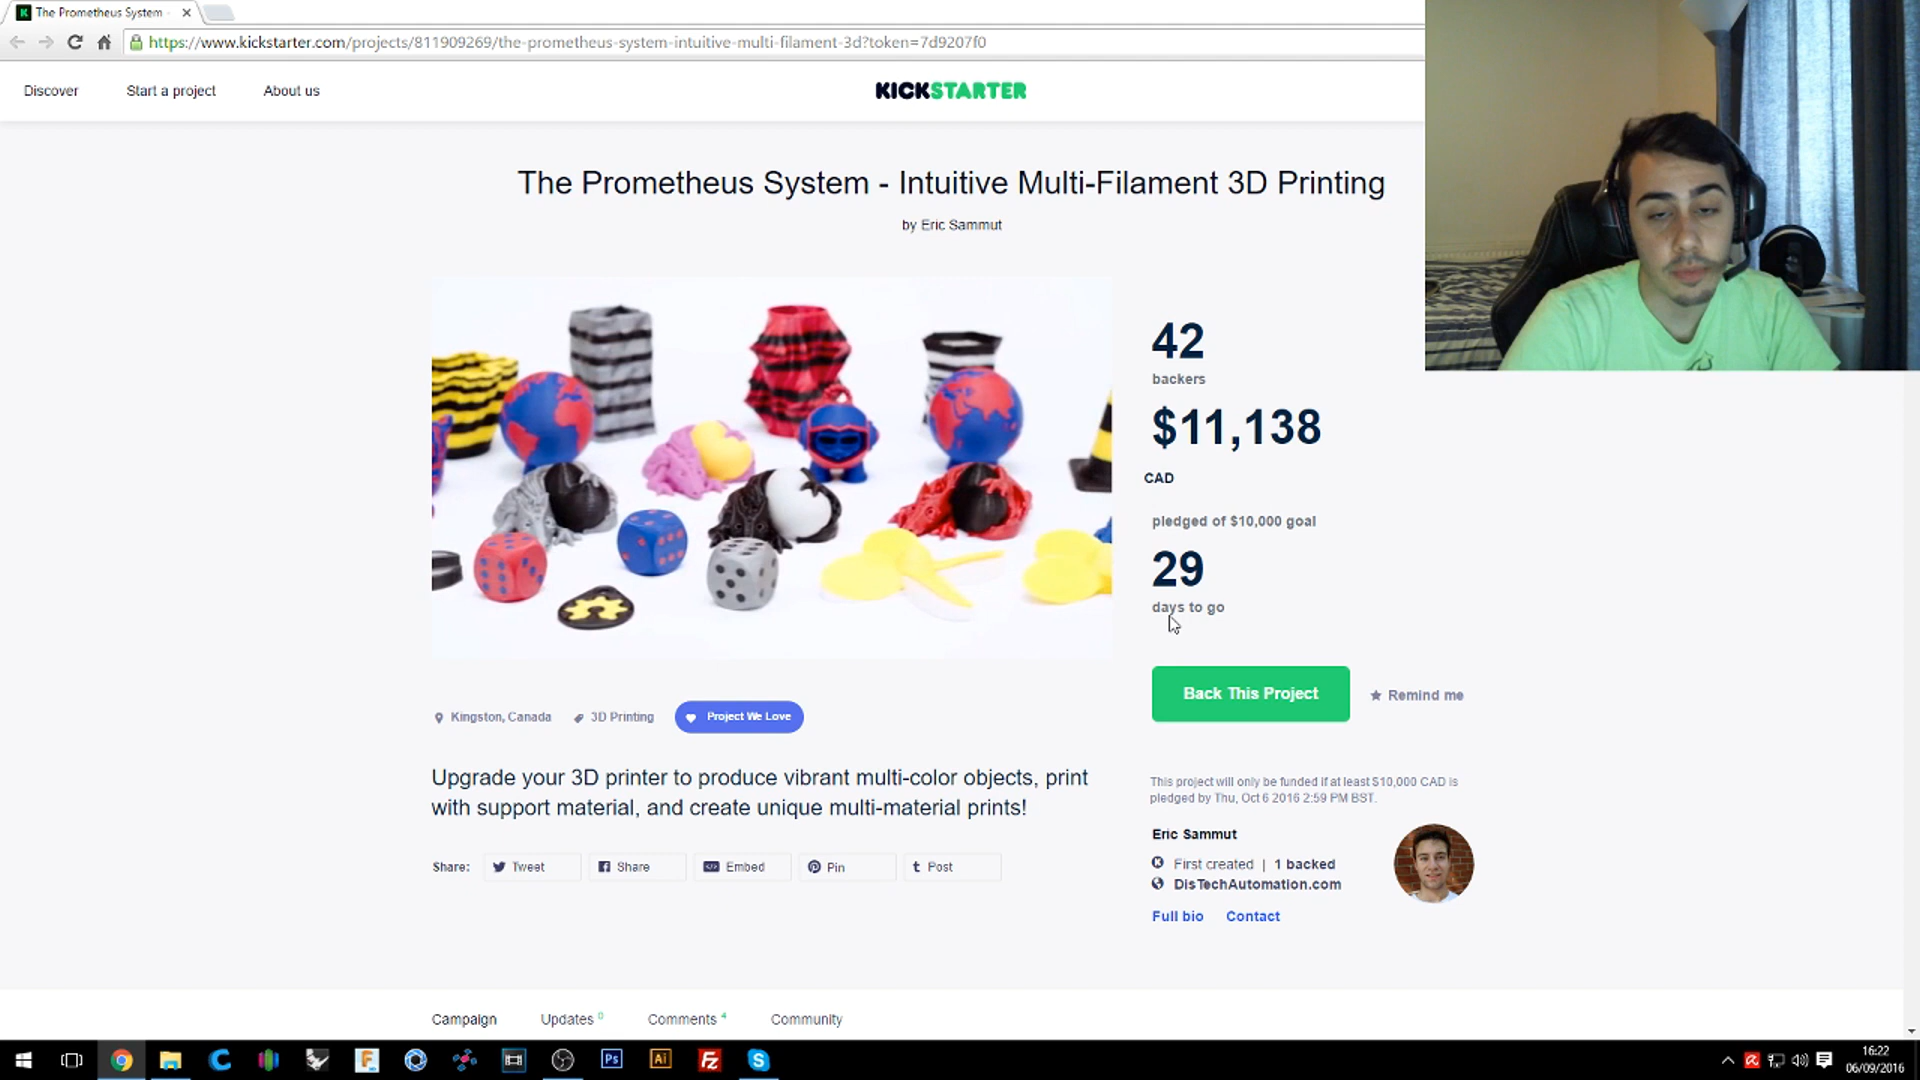 The Prometheus System -
https://www.kickstarter.com/projects/811909269/the-prometheus-system-intuitive-multi-filament-3d?token=7d9207f0
Discover
Start a project
About us
KICKSTARTER
The Prometheus System - Intuitive Multi-Filament 3D Printing
by Eric Sammut
42
backers
$11,138
CAD
pledged of $10,000 goal
29
days to go
Back This Project
Remind me
Kingston, Canada
3D Printing
Project We Love
Upgrade your 3D printer to produce vibrant multi-color objects, print
with support material, and create unique multi-material prints!
This project will only be funded if at least $10,000 CAD is
pledged by Thu, Oct 6 2016 2:59 PM BST.
Eric Sammut
First created | 1 backed
DisTechAutomation.com
Full bio
Contact
Share:
Tweet
Share
Embed
Pin
Post
Campaign
Updates 0
Comments 4
Community
Ps
Ai
Fz
16:22
06/09/2016